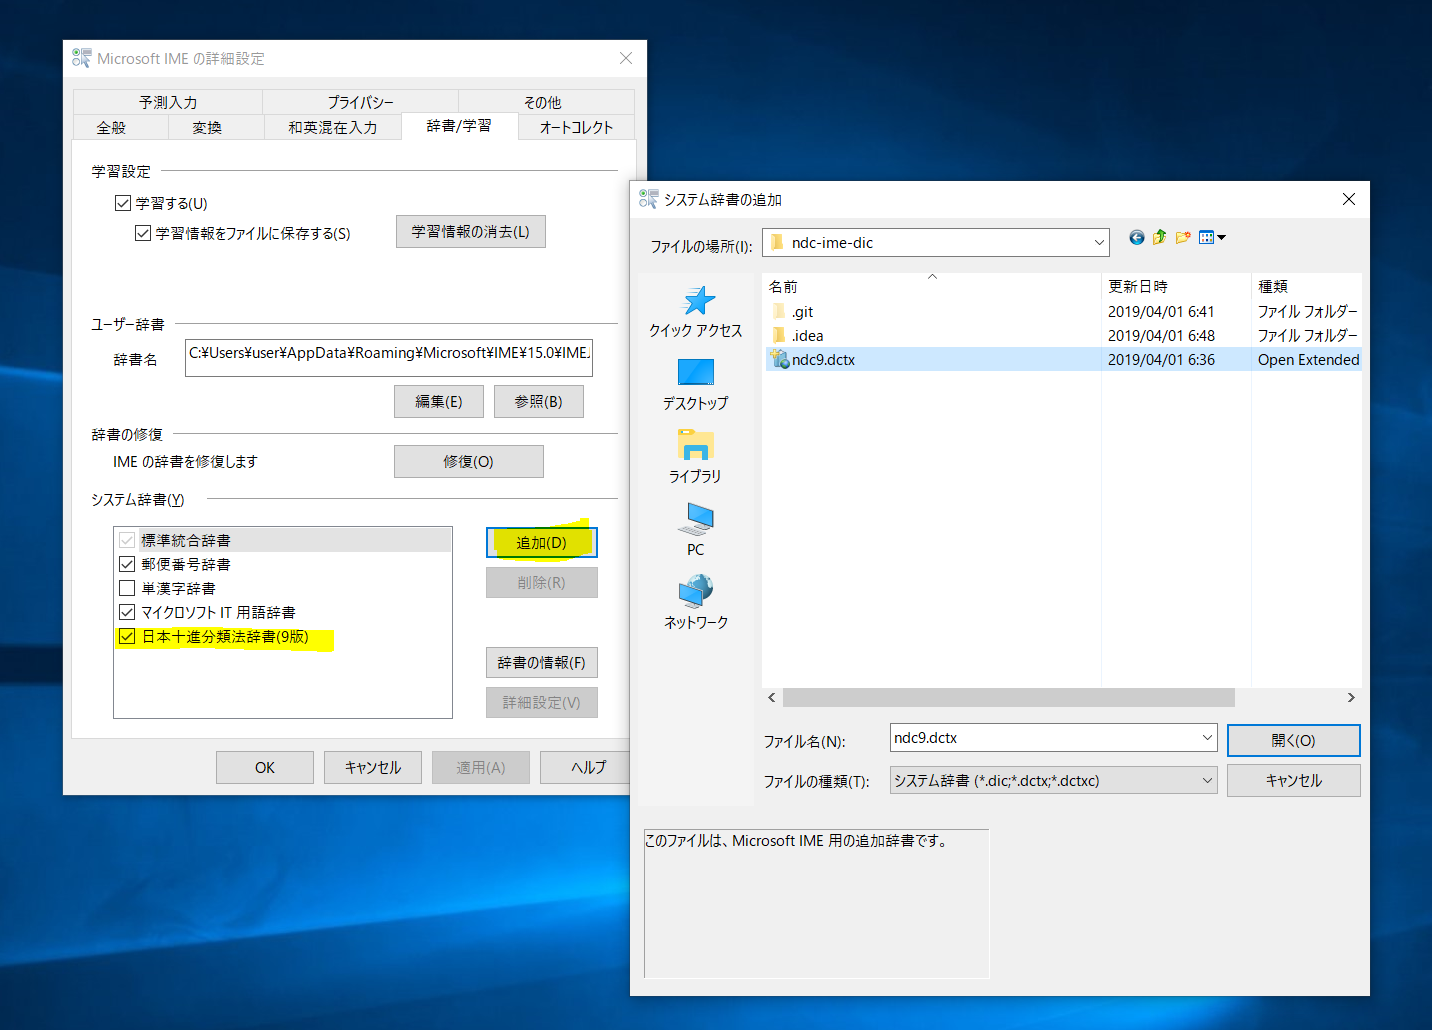 Microsoft IME の詳細設定
予測入力
プライバシー
その他
全般
変換
和英混在入力
辞書/学習
オートコレクト
学習設定
学習する(U)
学習情報をファイルに保存する(S)
学習情報の消去(L)
ユーザー辞書
辞書名
C:¥Users¥user¥AppData¥Roaming¥Microsoft¥IME¥15.0¥IME
編集(E)
参照(B)
辞書の修復
IME の辞書を修復します
修復(O)
システム辞書(Y)
標準統合辞書
郵便番号辞書
単漢字辞書
マイクロソフト IT 用語辞書
日本十進分類法辞書(9版)
追加(D)
削除(R)
辞書の情報(F)
詳細設定(V)
OK
キャンセル
適用(A)
ヘルプ
システム辞書の追加
ファイルの場所(I):
ndc-ime-dic
クイック アクセス
デスクトップ
ライブラリ
PC
ネットワーク
名前
更新日時
種類
.git
2019/04/01 6:41
ファイル フォルダー
.idea
2019/04/01 6:48
ファイル フォルダー
ndc9.dctx
2019/04/01 6:36
Open Extended
ファイル名(N):
ndc9.dctx
開く(O)
ファイルの種類(T):
システム辞書 (*.dic;*.dctx;*.dctxc)
キャンセル
このファイルは、Microsoft IME 用の追加辞書です。